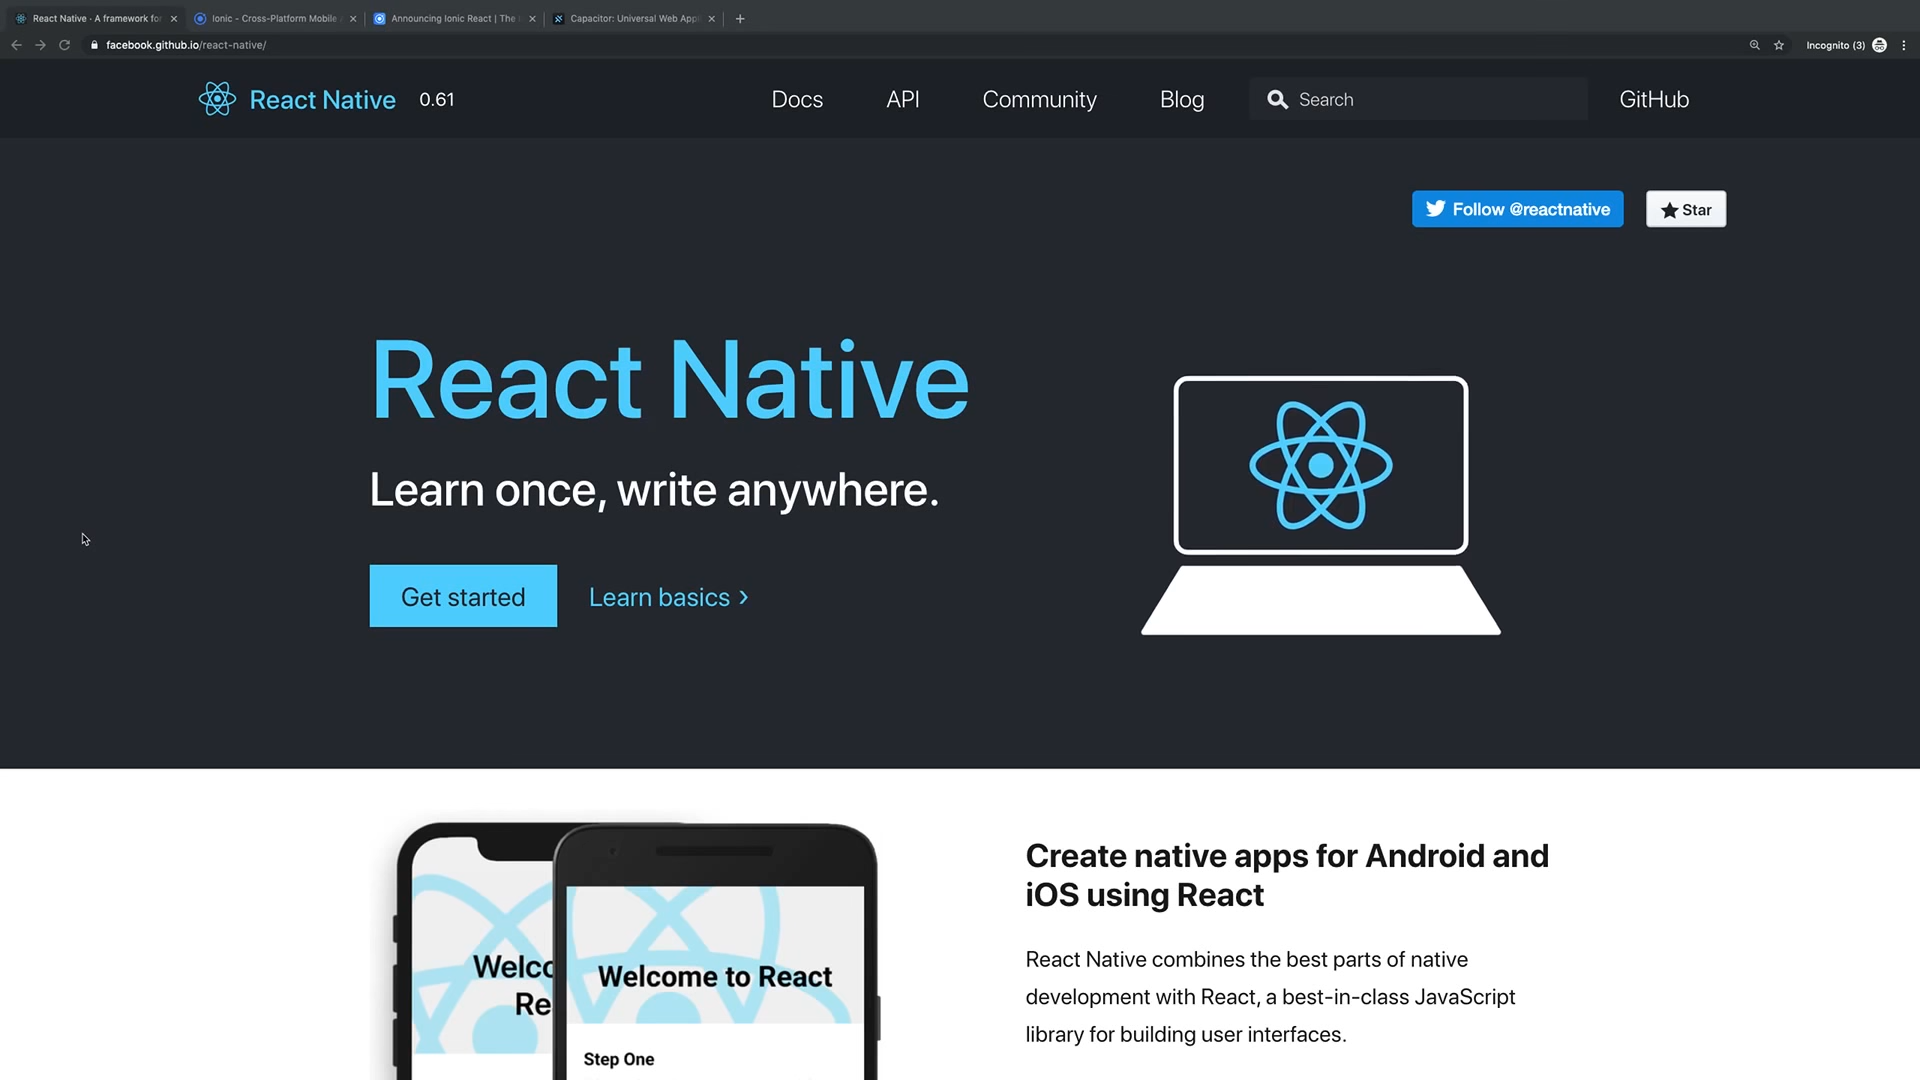 React Native · A framework for
Ionic - Cross-Platform Mobile
Announcing Ionic React | The
Capacitor: Universal Web App
facebook.github.io/react-native/
Incognito (3)
React Native 0.61 Docs API Community Blog Search GitHub
Follow @reactnative Star
React Native
Learn once, write anywhere.
Get started Learn basics ›
Create native apps for Android and
iOS using React
React Native combines the best parts of native
development with React, a best-in-class JavaScript
library for building user interfaces.
Welco
Re
Welcome to React
Step One